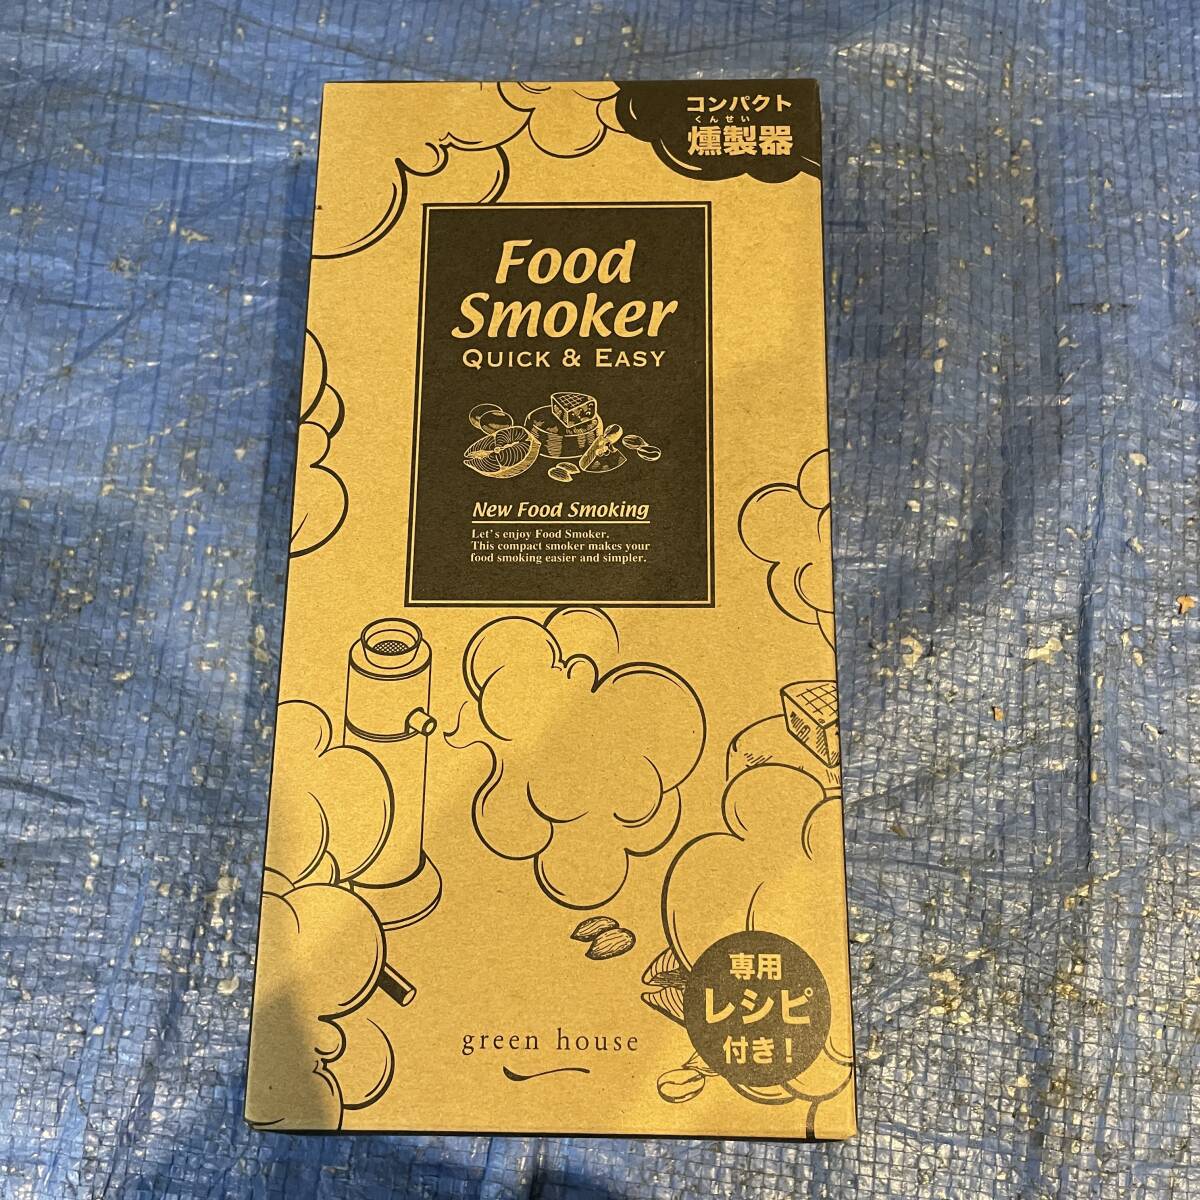 コンパクト
くんせい
燻製器
Food
Smoker
QUICK & EASY
New Food Smoking
Let's enjoy Food Smoker.
This compact smoker makes your
food smoking easier and simpler.
専用
レシピ
付き!
green house